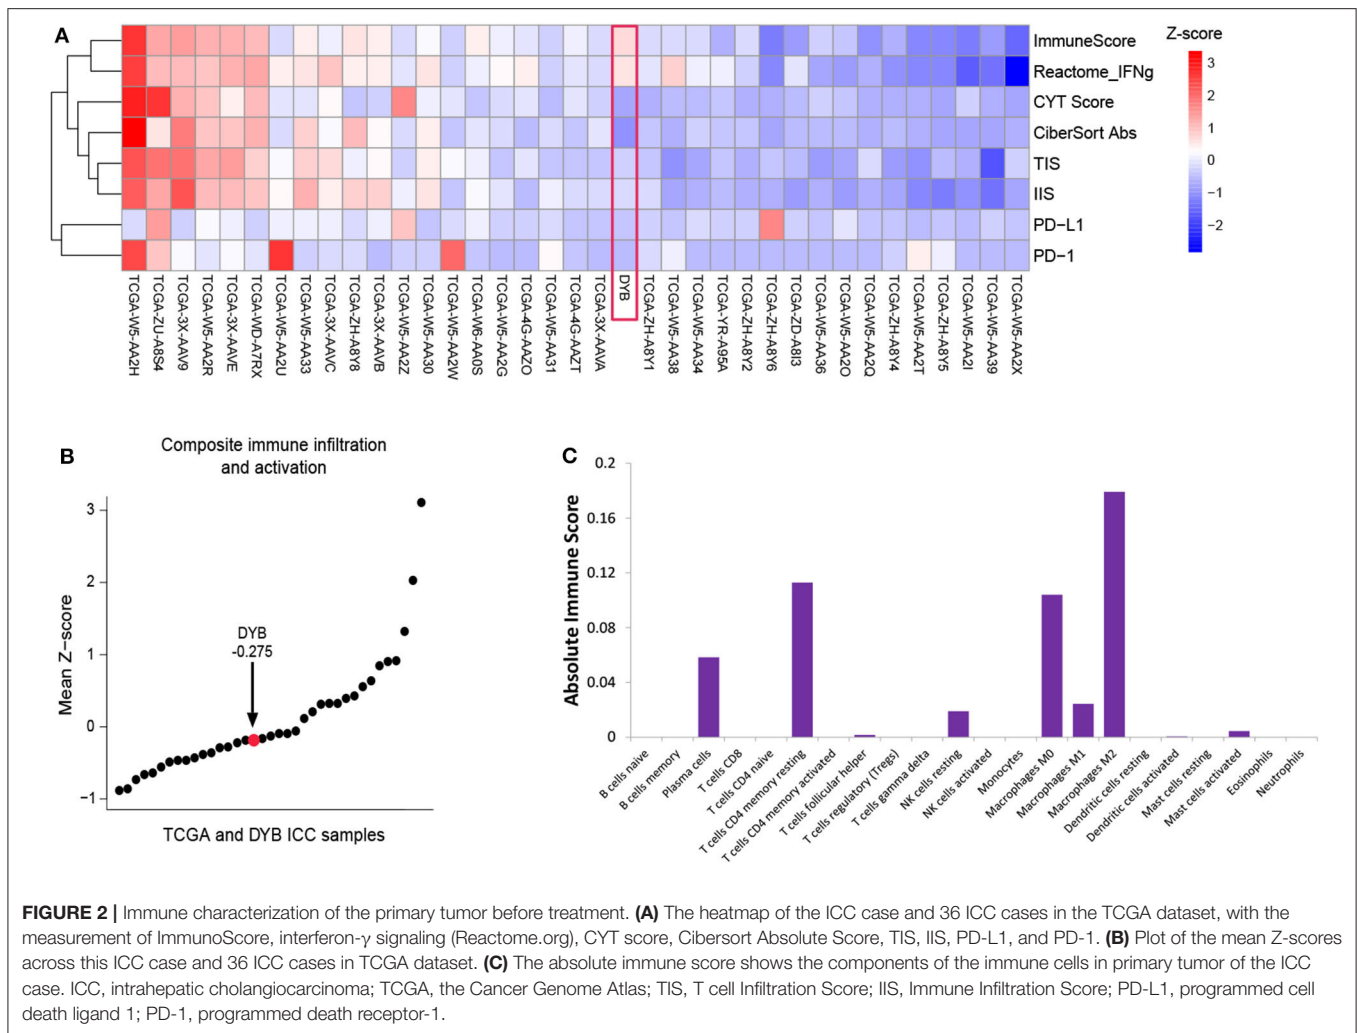 A
Z-score
ImmuneScore
Reactome_IFNg
CYT Score
CiberSort Abs
TIS
IIS
PD−L1
PD−1
3
2
1
0
−1
−2
TCGA-W5-AA2H
TCGA-ZU-A8S4
TCGA-3X-AAV9
TCGA-W5-AA2R
TCGA-3X-AAVE
TCGA-WD-A7RX
TCGA-W5-AA2U
TCGA-W5-AA33
TCGA-3X-AAVC
TCGA-ZH-A8Y8
TCGA-3X-AAVB
TCGA-W5-AA2Z
TCGA-W5-AA30
TCGA-W5-AA2W
TCGA-W6-AA0S
TCGA-W5-AA2G
TCGA-4G-AAZO
TCGA-W5-AA31
TCGA-4G-AAZT
TCGA-3X-AAVA
DYB
TCGA-ZH-A8Y1
TCGA-W5-AA38
TCGA-W5-AA34
TCGA-YR-A95A
TCGA-ZH-A8Y2
TCGA-ZH-A8Y6
TCGA-ZD-A8I3
TCGA-W5-AA36
TCGA-W5-AA2O
TCGA-W5-AA2Q
TCGA-ZH-A8Y4
TCGA-W5-AA2T
TCGA-ZH-A8Y5
TCGA-W5-AA2I
TCGA-W5-AA39
TCGA-W5-AA2X
B
Composite immune infiltration
and activation
Mean Z−score
3
2
1
0
−1
DYB
-0.275
TCGA and DYB ICC samples
C
Absolute Immune Score
0.2
0.16
0.12
0.08
0.04
0
B cells naive
B cells memory
Plasma cells
T cells CD8
T cells CD4 naive
T cells CD4 memory resting
T cells CD4 memory activated
T cells follicular helper
T cells regulatory (Tregs)
T cells gamma delta
NK cells resting
NK cells activated
Monocytes
Macrophages M0
Macrophages M1
Macrophages M2
Dendritic cells resting
Dendritic cells activated
Mast cells resting
Mast cells activated
Eosinophils
Neutrophils
FIGURE 2 | Immune characterization of the primary tumor before treatment. (A) The heatmap of the ICC case and 36 ICC cases in the TCGA dataset, with the
measurement of ImmunoScore, interferon-γ signaling (Reactome.org), CYT score, Cibersort Absolute Score, TIS, IIS, PD-L1, and PD-1. (B) Plot of the mean Z-scores
across this ICC case and 36 ICC cases in TCGA dataset. (C) The absolute immune score shows the components of the immune cells in primary tumor of the ICC
case. ICC, intrahepatic cholangiocarcinoma; TCGA, the Cancer Genome Atlas; TIS, T cell Infiltration Score; IIS, Immune Infiltration Score; PD-L1, programmed cell
death ligand 1; PD-1, programmed death receptor-1.